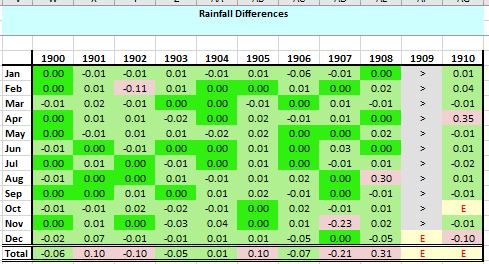 Rainfall Differences
1900 1901 1902 1903 1904 1905 1906 1907 1908 1909 1910
Jan 0.00 -0.01 -0.01 0.01 -0.01 0.01 -0.06 -0.01 0.00 > 0.01
Feb 0.00 0.01 -0.11 0.01 0.00 0.00 0.01 0.00 0.02 > 0.04
Mar -0.01 0.02 -0.01 0.00 0.00 -0.01 0.00 -0.01 0.01 > -0.01
Apr 0.00 0.01 0.01 -0.02 0.00 0.02 -0.01 0.01 0.00 > 0.35
May 0.00 -0.01 0.01 0.01 -0.01 0.02 0.00 0.00 0.02 > -0.01
Jun -0.01 0.00 -0.01 0.00 0.00 0.01 0.00 0.03 0.00 > -0.01
Jul 0.00 0.01 0.00 -0.01 0.00 0.01 0.00 -0.01 0.01 > -0.02
Aug -0.01 0.00 0.01 0.01 -0.01 0.01 0.02 0.00 0.30 > -0.01
Sep 0.00 0.00 0.01 0.00 0.01 0.02 -0.01 0.00 -0.01 > -0.01
Oct -0.01 -0.01 0.02 -0.02 -0.01 0.00 0.02 -0.01 0.01 > E
Nov 0.00 0.01 0.00 -0.03 0.04 0.00 0.01 -0.23 0.02 > -0.01
Dec -0.02 0.07 -0.01 -0.01 0.01 0.01 -0.05 0.00 -0.05 E -0.10
Total -0.06 0.10 -0.10 -0.05 0.01 0.10 -0.07 -0.21 0.31 E E